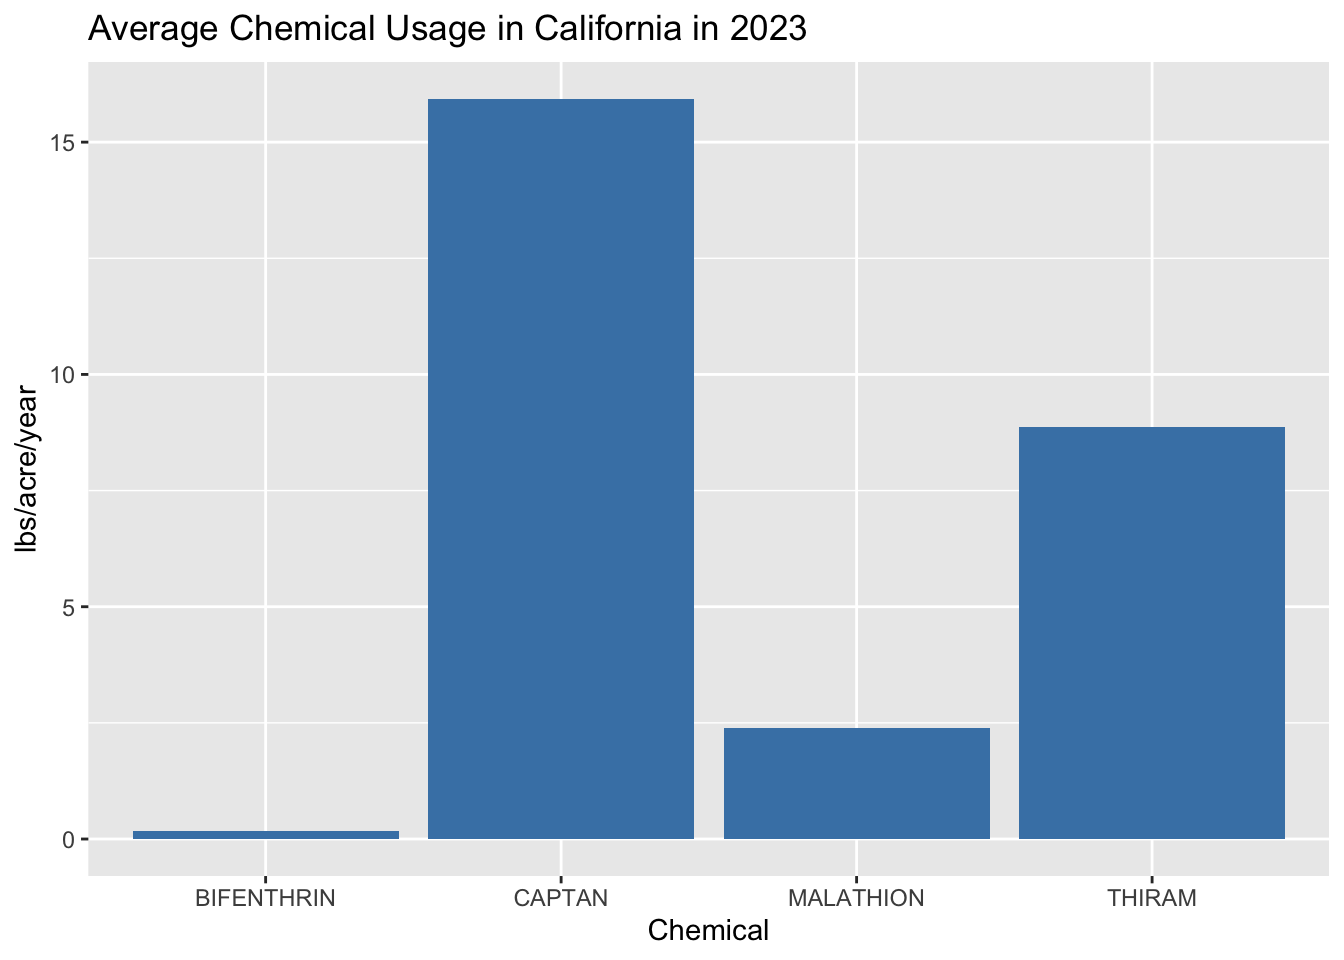 Average Chemical Usage in California in 2023
lbs/acre/year
15
10
5
0
BIFENTHRIN CAPTAN MALATHION THIRAM
Chemical